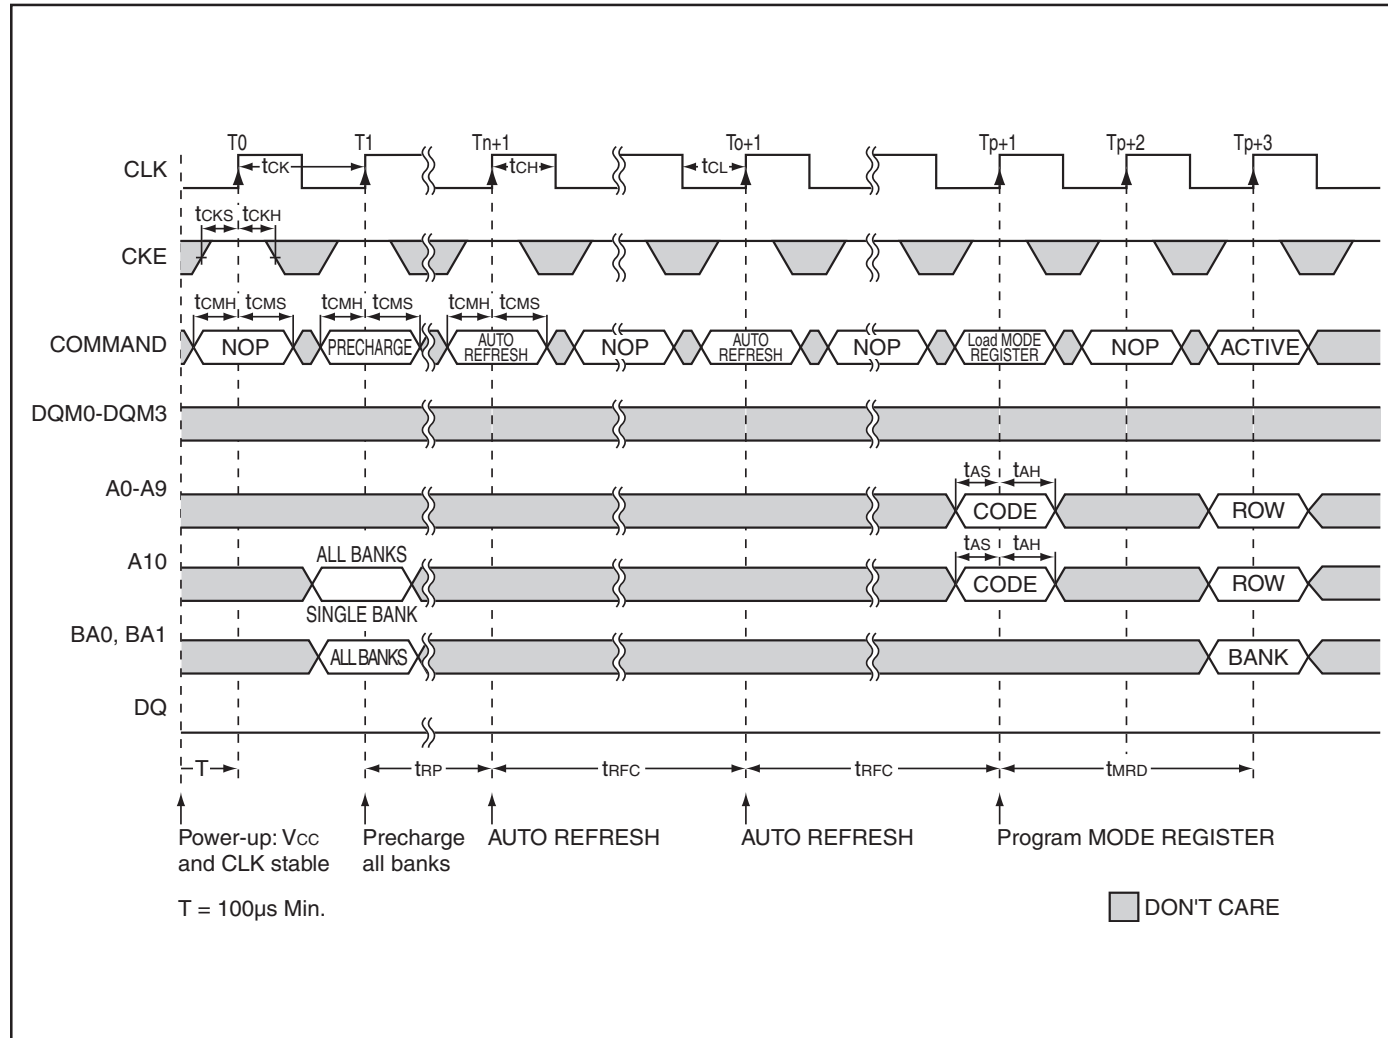 T0 T1 Tn+1 To+1 Tp+1 Tp+2 Tp+3
CLK tCK tCH tCL
tCKS tCKH
CKE
tCMH tCMS tCMH tCMS tCMH tCMS
COMMAND NOP PRECHARGE AUTO REFRESH NOP AUTO REFRESH NOP Load MODE REGISTER NOP ACTIVE
DQM0-DQM3
tAS tAH
A0-A9 CODE ROW
ALL BANKS tAS tAH
A10 CODE ROW
SINGLE BANK
BA0, BA1 ALL BANKS BANK
DQ
T tRP tRFC tRFC tMRD
Power-up: VCC and CLK stable
Precharge all banks
AUTO REFRESH
AUTO REFRESH
Program MODE REGISTER
T = 100µs Min.
DON'T CARE